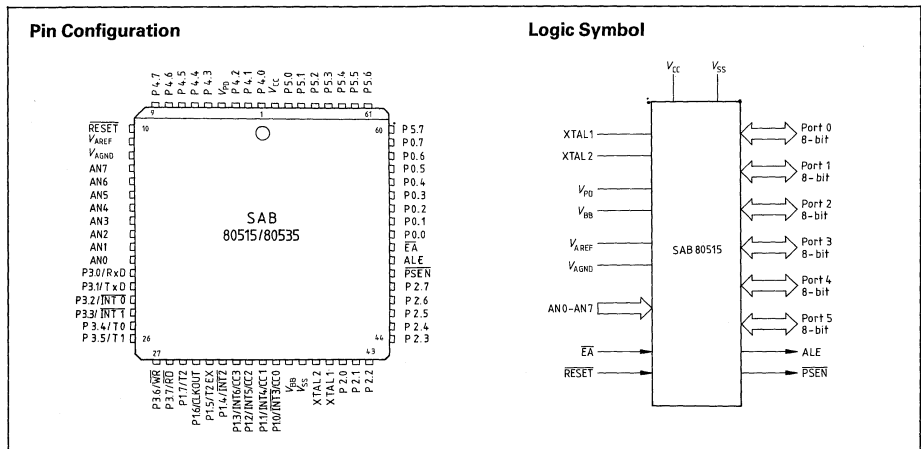 Pin Configuration
P4.7
P4.6
P4.5
P4.4
P4.3
VPD
P4.2
P4.1
P4.0
VCC
P5.0
P5.1
P5.2
P5.3
P5.4
P5.5
P5.6
9
1
61
RESET
VAREF
VAGND
AN7
AN6
AN5
AN4
AN3
AN2
AN1
AN0
P3.0/RxD
P3.1/TxD
P3.2/INT 0
P3.3/INT 1
P3.4/T0
P3.5/T1
10
26
SAB
80515/80535
60
44
P5.7
P0.7
P0.6
P0.5
P0.4
P0.3
P0.2
P0.1
P0.0
EA
ALE
PSEN
P2.7
P2.6
P2.5
P2.4
P2.3
27
43
P3.6/WR
P3.7/RD
P1.7/T2
P1.6/CLKOUT
P1.5/T2EX
P1.4/INT2
P1.3/INT6/CC3
P1.2/INT5/CC2
P1.1/INT4/CC1
P1.0/INT3/CC0
VBB
VSS
XTAL2
XTAL1
P2.0
P2.1
P2.2
Logic Symbol
VCC
VSS
XTAL1
XTAL2
VPD
VBB
VAREF
VAGND
AN0-AN7
EA
RESET
SAB 80515
Port 0
8-bit
Port 1
8-bit
Port 2
8-bit
Port 3
8-bit
Port 4
8-bit
Port 5
8-bit
ALE
PSEN